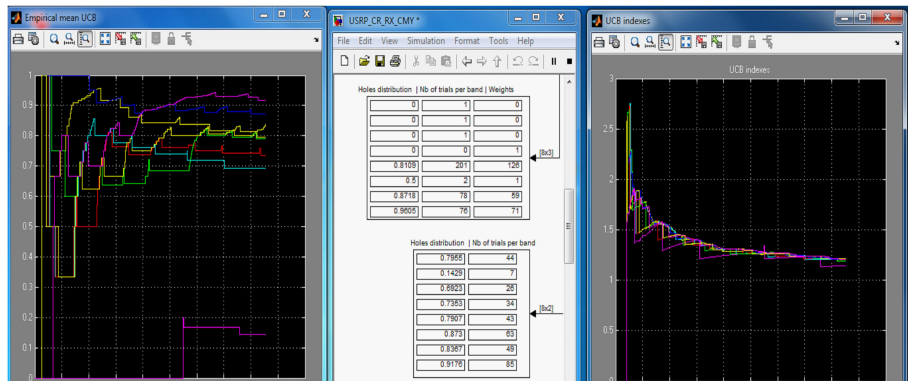 Empirical mean UCB
1
0.9
0.8
0.7
0.6
0.5
0.4
0.3
0.2
0.1
0
USRP_CR_RX_CMY *
File Edit View Simulation Format Tools Help
Holes distribution | Nb of trials per band | Weights
0 1 0
0 1 0
0 1 0
0 0 1
0.8109 201 126
0.5 2 1
0.8718 78 59
0.9605 76 71
[8x3]
Holes distribution | Nb of trials per band
0.7955 44
0.1429 7
0.6923 26
0.7353 34
0.7907 43
0.873 63
0.8367 49
0.9176 85
[8x2]
UCB indexes
UCB indexes
3
2.5
2
1.5
1
0.5